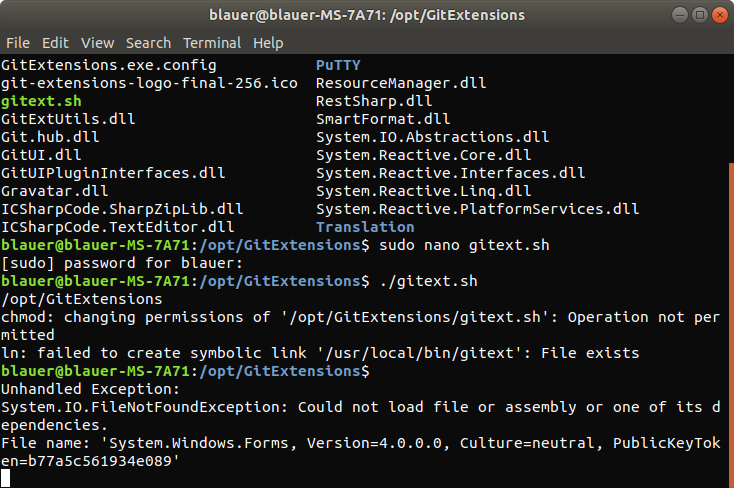 blauer@blauer-MS-7A71: /opt/GitExtensions
File Edit View Search Terminal Help
GitExtensions.exe.config PuTTY
git-extensions-logo-final-256.ico ResourceManager.dll
gitext.sh RestSharp.dll
GitExtUtils.dll SmartFormat.dll
Git.hub.dll System.IO.Abstractions.dll
GitUI.dll System.Reactive.Core.dll
GitUIPluginInterfaces.dll System.Reactive.Interfaces.dll
Gravatar.dll System.Reactive.Linq.dll
ICSharpCode.SharpZipLib.dll System.Reactive.PlatformServices.dll
ICSharpCode.TextEditor.dll Translation
blauer@blauer-MS-7A71:/opt/GitExtensions$ sudo nano gitext.sh
[sudo] password for blauer:
blauer@blauer-MS-7A71:/opt/GitExtensions$ ./gitext.sh
/opt/GitExtensions
chmod: changing permissions of '/opt/GitExtensions/gitext.sh': Operation not per
mitted
ln: failed to create symbolic link '/usr/local/bin/gitext': File exists
blauer@blauer-MS-7A71:/opt/GitExtensions$
Unhandled Exception:
System.IO.FileNotFoundException: Could not load file or assembly or one of its d
ependencies.
File name: 'System.Windows.Forms, Version=4.0.0.0, Culture=neutral, PublicKeyTok
en=b77a5c561934e089'